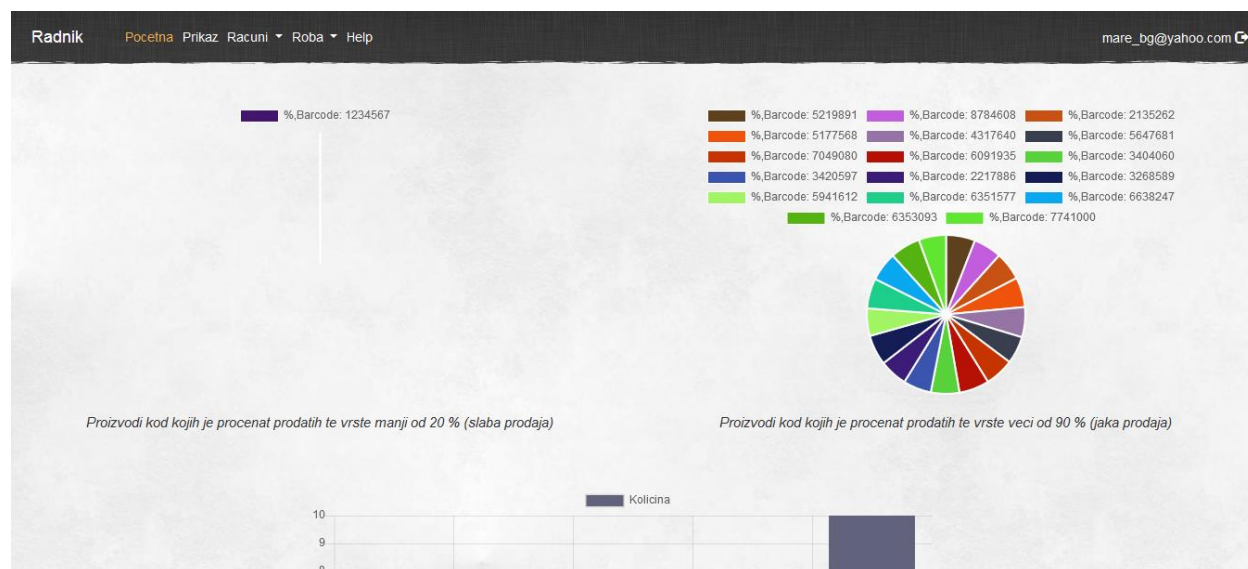 Radnik Pocetna Prikaz Racuni Roba Help mare_bg@yahoo.com
%,Barcode: 1234567
%,Barcode: 5219891 %,Barcode: 8784608 %,Barcode: 2135262
%,Barcode: 5177568 %,Barcode: 4317640 %,Barcode: 5647681
%,Barcode: 7049080 %,Barcode: 6091935 %,Barcode: 3404060
%,Barcode: 3420597 %,Barcode: 2217886 %,Barcode: 3268589
%,Barcode: 5941612 %,Barcode: 6351577 %,Barcode: 6638247
%,Barcode: 6353093 %,Barcode: 7741000
Proizvodi kod kojih je procenat prodatih te vrste manji od 20 % (slaba prodaja)
Proizvodi kod kojih je procenat prodatih te vrste veci od 90 % (jaka prodaja)
Kolicina
10
9